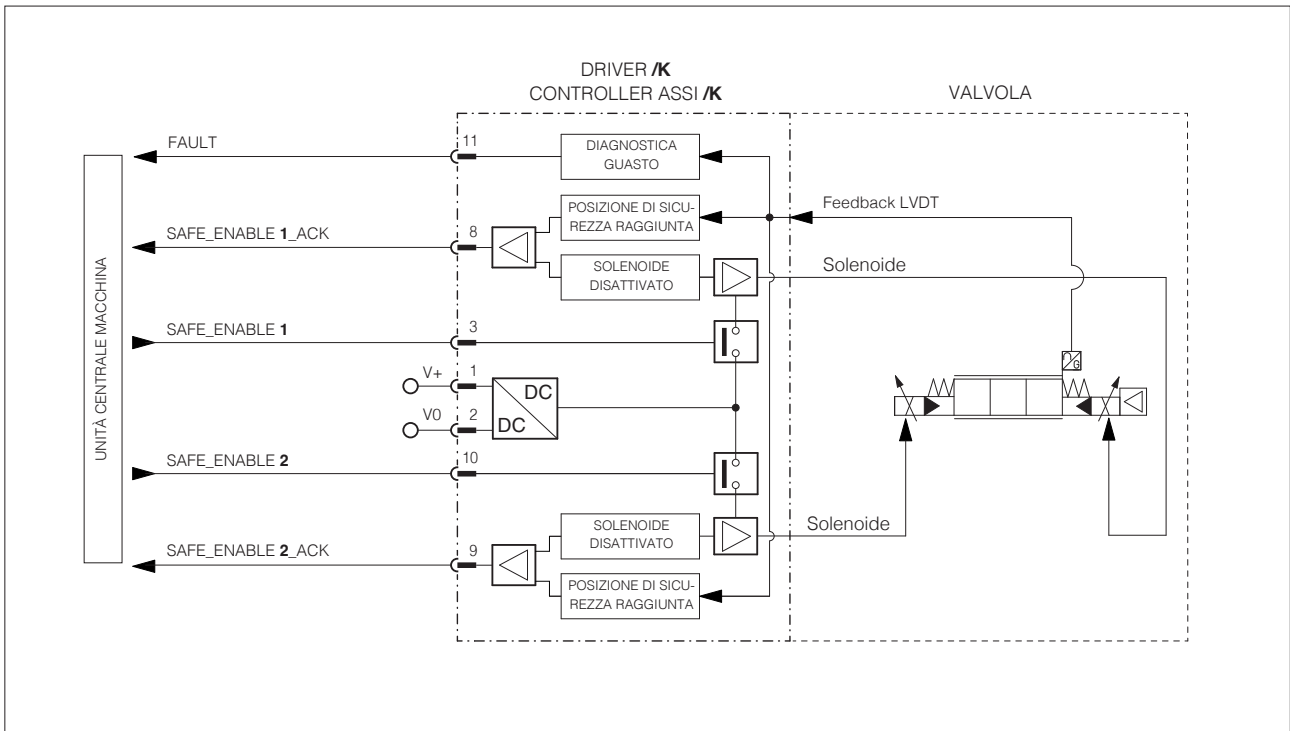 DRIVER /K
CONTROLLER ASSI /K
VALVOLA
UNITÀ CENTRALE MACCHINA
FAULT
11
DIAGNOSTICA
GUASTO
SAFE_ENABLE 1_ACK
8
POSIZIONE DI SICU-
REZZA RAGGIUNTA
Feedback LVDT
SOLENOIDE
DISATTIVATO
Solenoide
SAFE_ENABLE 1
3
V+
1
V0
2
DC
DC
G
SAFE_ENABLE 2
10
SOLENOIDE
DISATTIVATO
Solenoide
SAFE_ENABLE 2_ACK
9
POSIZIONE DI SICU-
REZZA RAGGIUNTA